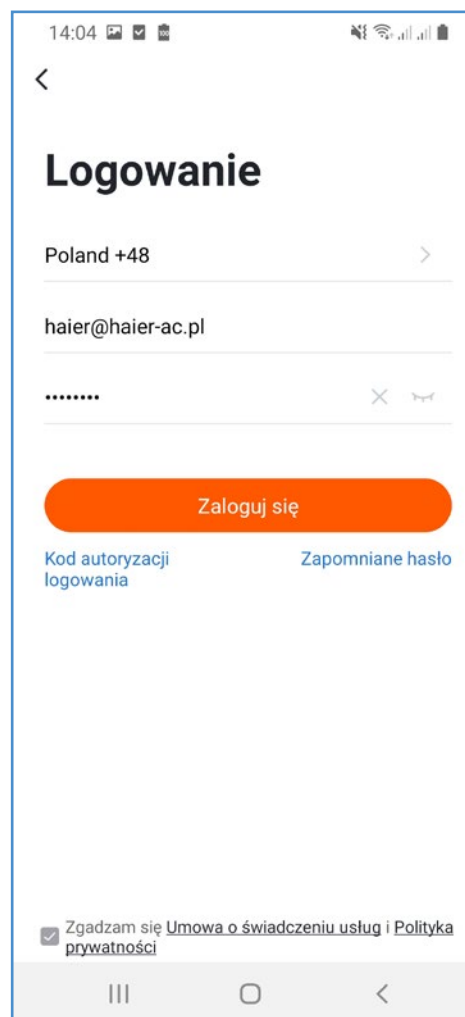 14:04
Logowanie
Poland +48
haier@haier-ac.pl
••••••••
Zaloguj się
Kod autoryzacji
logowania
Zapomniane hasło
Zgadzam się Umowa o świadczeniu usług i Polityka
prywatności